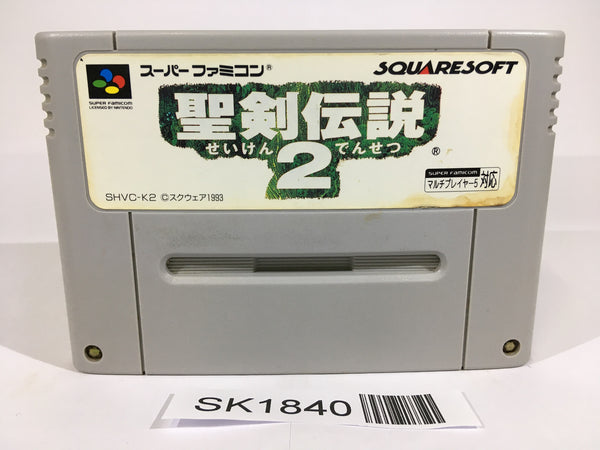 スーパーファミコン®
SQUARESOFT
SUPER FAMICOM
LICENSED BY NINTENDO
聖剣伝説
せいけん でんせつ
2
®
SUPER FAMICOM
マルチプレイヤー5 対応
SHVC-K2 ©スクウェア1993
SK1840